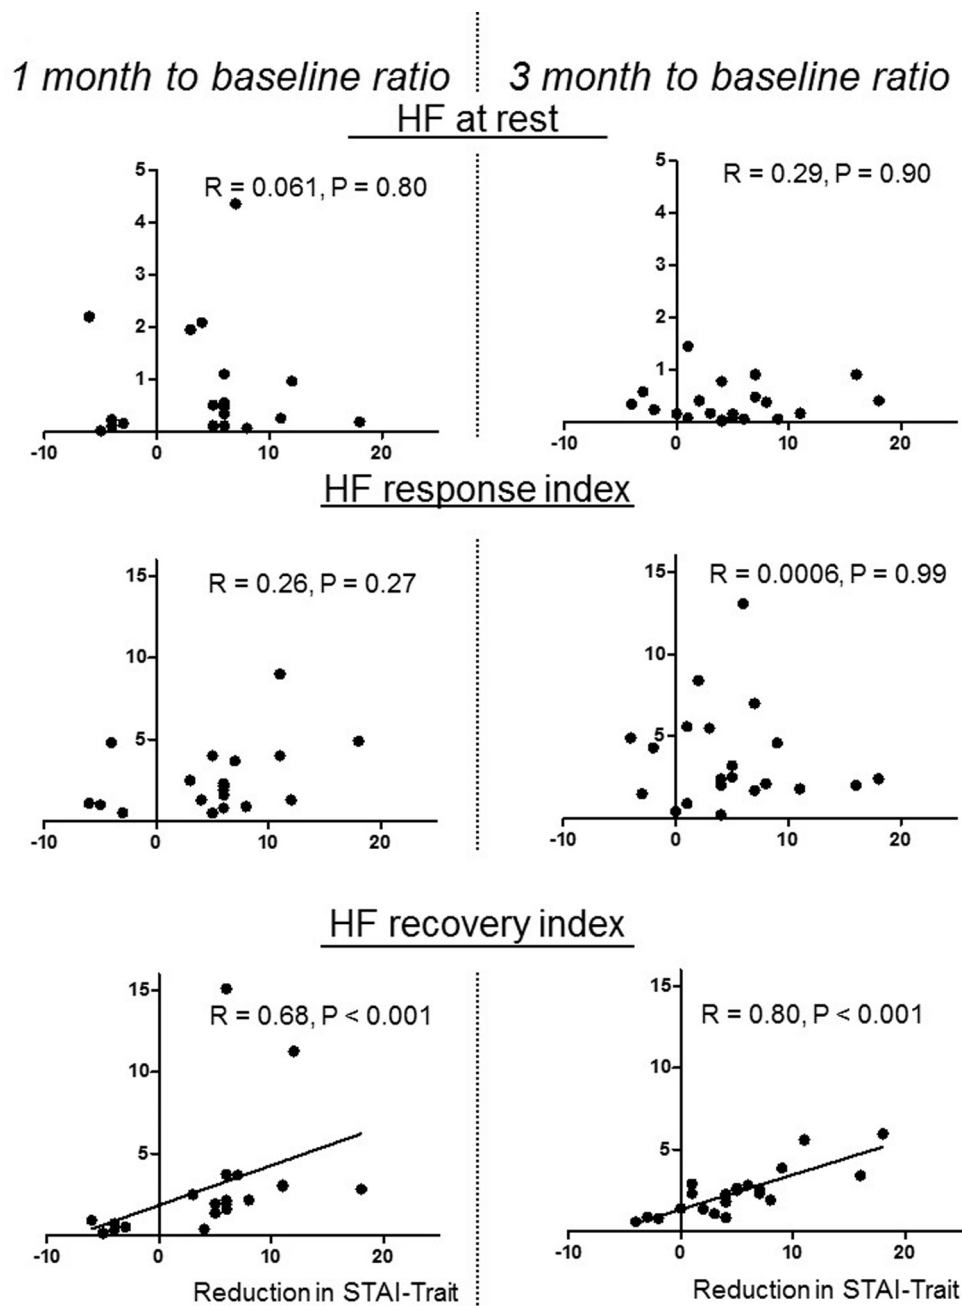 1 month to baseline ratio
3 month to baseline ratio
HF at rest
R = 0.061, P = 0.80
5
4
3
2
1
-10 0 10 20
R = 0.29, P = 0.90
5
4
3
2
1
-10 0 10 20
HF response index
R = 0.26, P = 0.27
15
10
5
-10 0 10 20
R = 0.0006, P = 0.99
15
10
5
-10 0 10 20
HF recovery index
R = 0.68, P < 0.001
15
10
5
-10 0 10 20
Reduction in STAI-Trait
R = 0.80, P < 0.001
15
10
5
-10 0 10 20
Reduction in STAI-Trait